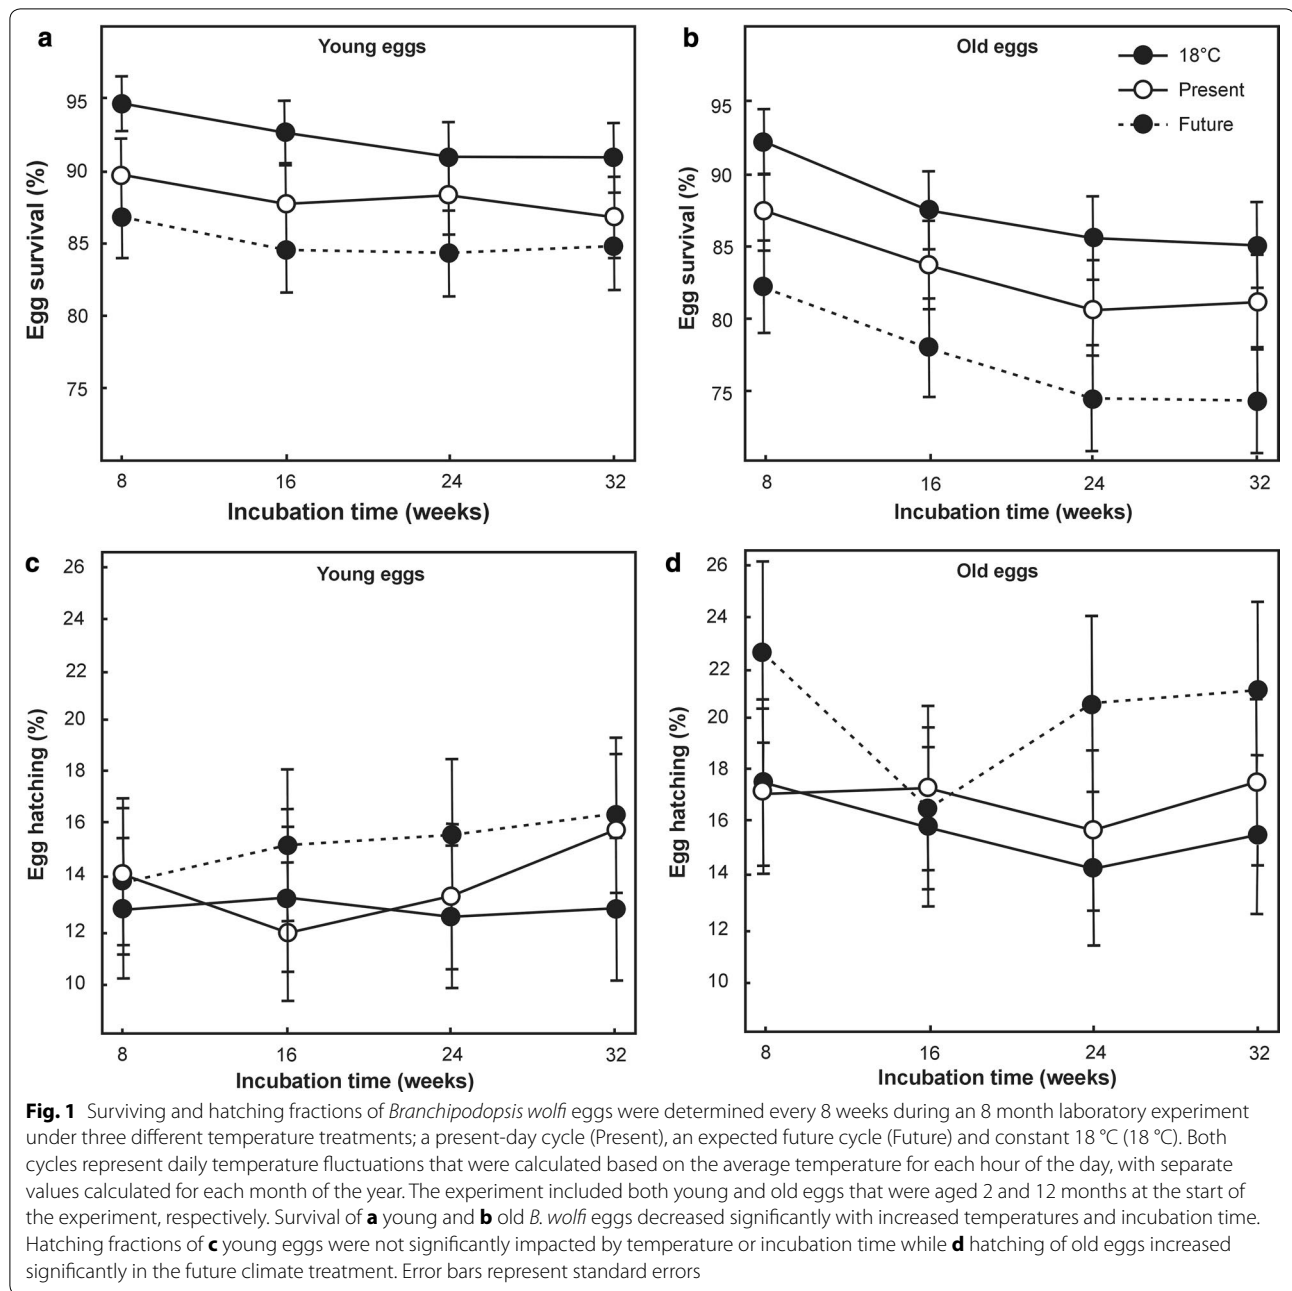 a
Young eggs
95
90
85
80
75
Egg survival (%)
8 16 24 32
Incubation time (weeks)
b
Old eggs
18°C
Present
Future
95
90
85
80
75
Egg survival (%)
8 16 24 32
Incubation time (weeks)
c
Young eggs
26
24
22
20
18
16
14
12
10
Egg hatching (%)
8 16 24 32
Incubation time (weeks)
d
Old eggs
26
24
22
20
18
16
14
12
10
Egg hatching (%)
8 16 24 32
Incubation time (weeks)
Fig. 1 Surviving and hatching fractions of Branchipodopsis wolfi eggs were determined every 8 weeks during an 8 month laboratory experiment
under three different temperature treatments; a present-day cycle (Present), an expected future cycle (Future) and constant 18 °C (18 °C). Both
cycles represent daily temperature fluctuations that were calculated based on the average temperature for each hour of the day, with separate
values calculated for each month of the year. The experiment included both young and old eggs that were aged 2 and 12 months at the start of
the experiment, respectively. Survival of a young and b old B. wolfi eggs decreased significantly with increased temperatures and incubation time.
Hatching fractions of c young eggs were not significantly impacted by temperature or incubation time while d hatching of old eggs increased
significantly in the future climate treatment. Error bars represent standard errors